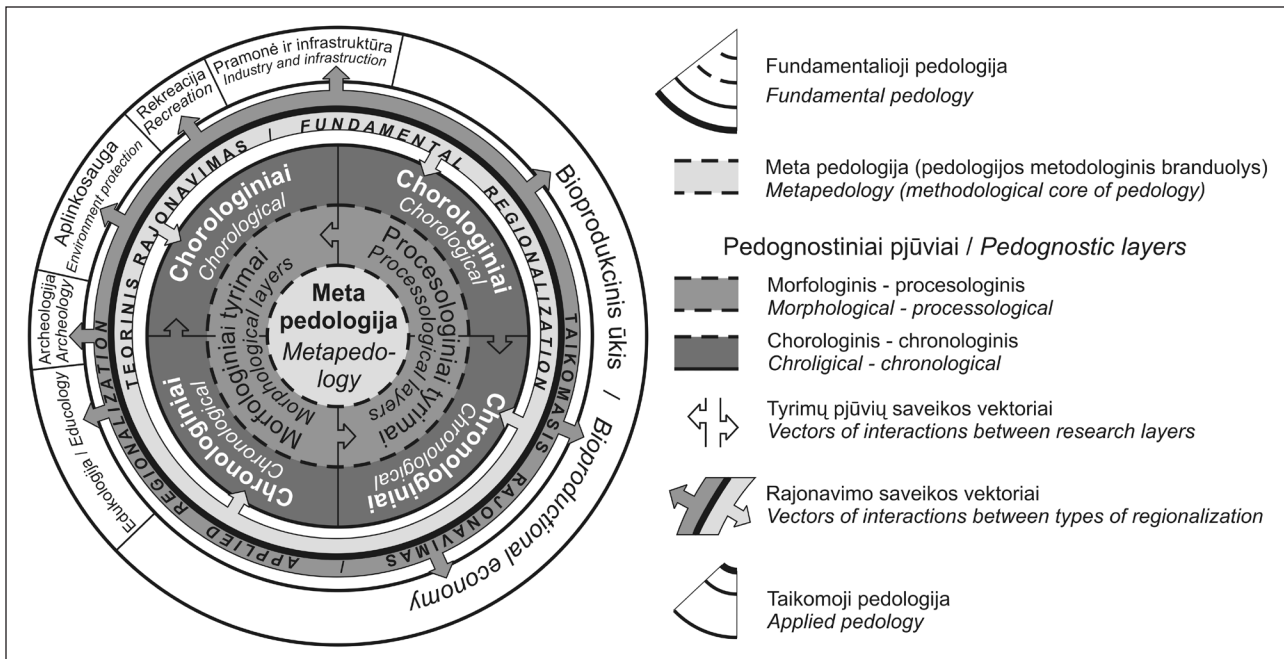 Pramonė ir infrastruktūra
Industry and infrastruction
Rekreacija
Recreation
Aplinkosauga
Environment protection
Archeologija
Archeology
Edukologija / Educology
Bioprodukcinis ūkis / Bioproductional economy
TAIKOMASIS RAJONAVIMAS / APPLIED REGIONALIZATION
TEORINIS RAJONAVIMAS / FUNDAMENTAL REGIONALIZATION
Chorologiniai
Chorological
Chorologiniai
Chorological
Chronologiniai
Chronological
Chronologiniai
Chronological
Morfologiniai tyrimai
Morphological layers
Procesologiniai tyrimai
Processological layers
Meta
pedologija
Metapedo-
logy
Fundamentalioji pedologija
Fundamental pedology
Meta pedologija (pedologijos metodologinis branduolys)
Metapedology (methodological core of pedology)
Pedognostiniai pjūviai / Pedognostic layers
Morfologinis - procesologinis
Morphological - processological
Chorologinis - chronologinis
Chroligical - chronological
Tyrimų pjūvių saveikos vektoriai
Vectors of interactions between research layers
Rajonavimo saveikos vektoriai
Vectors of interactions between types of regionalization
Taikomoji pedologija
Applied pedology